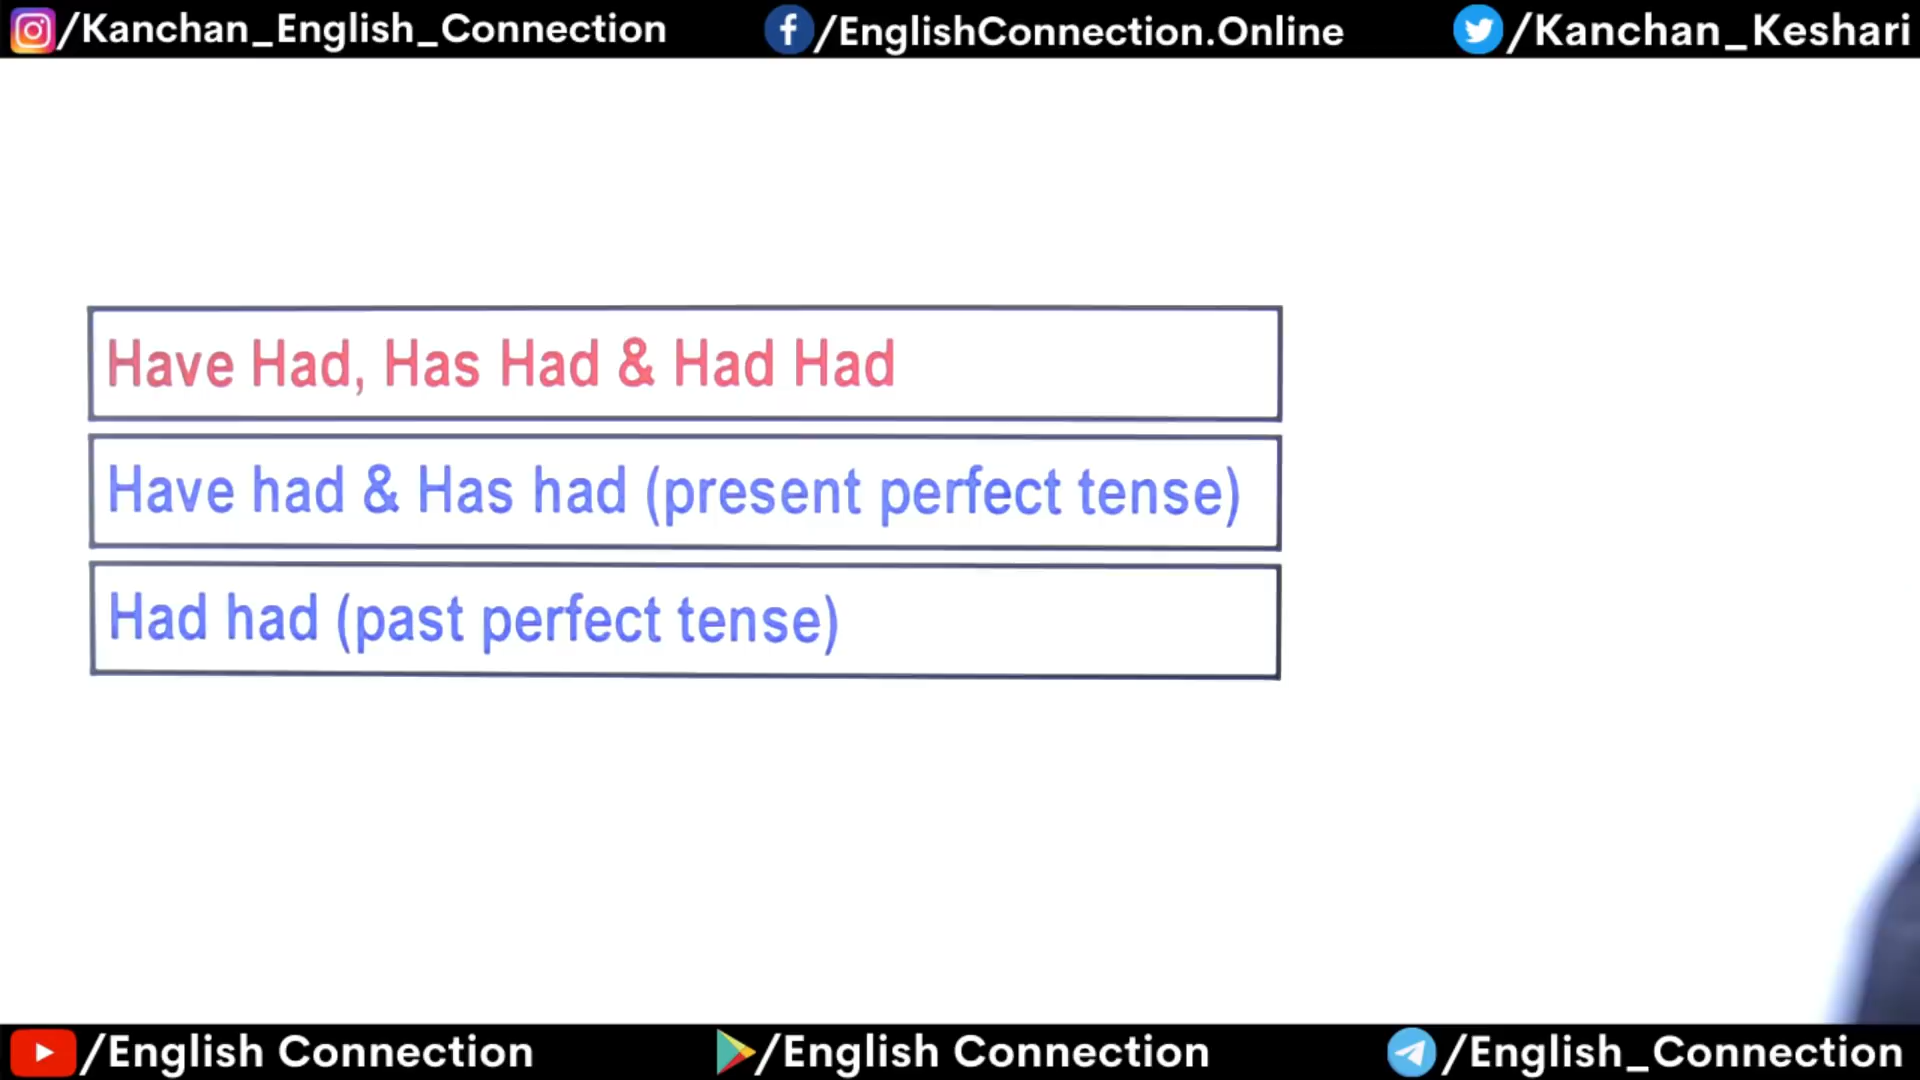 /Kanchan_English_Connection /EnglishConnection.Online /Kanchan_Keshari
Have Had, Has Had & Had Had
Have had & Has had (present perfect tense)
Had had (past perfect tense)
/English Connection /English Connection /English_Connection